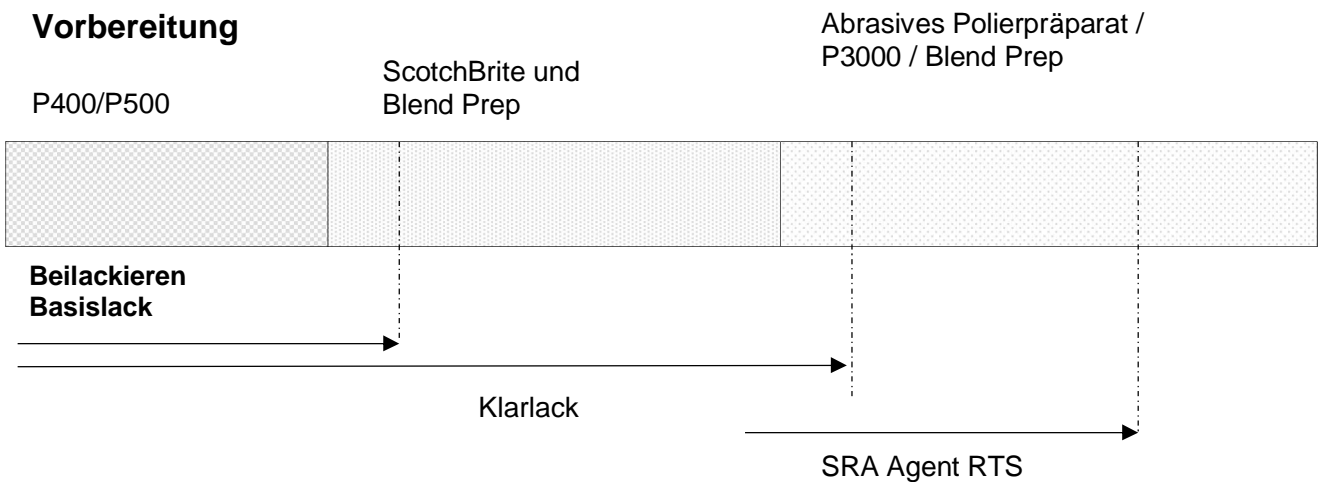 Vorbereitung
P400/P500
ScotchBrite und
Blend Prep
Abrasives Polierpräparat /
P3000 / Blend Prep
Beilackieren
Basislack
Klarlack
SRA Agent RTS